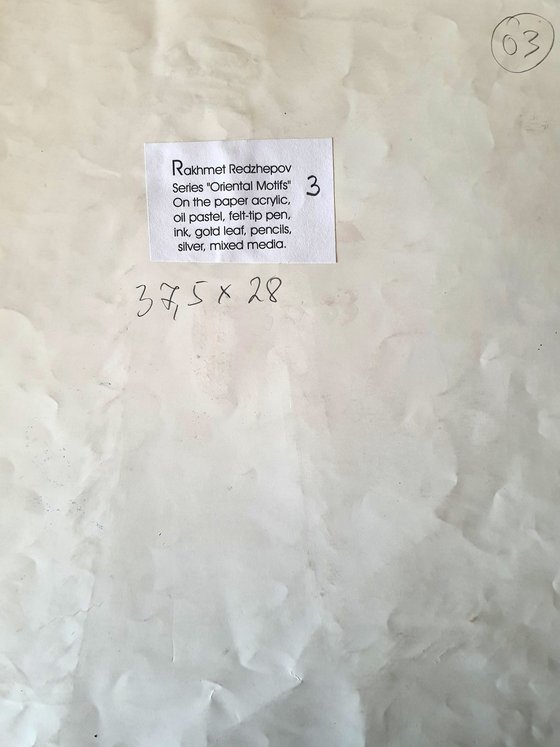 03
Rakhmet Redzhepov
Series "Oriental Motifs" 3
On the paper acrylic,
oil pastel, felt-tip pen,
ink, gold leaf, pencils,
silver, mixed media.
37,5 x 28